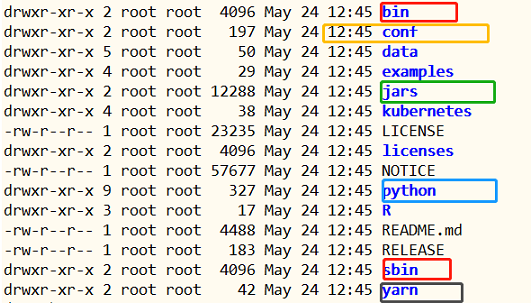 drwxr-xr-x 2 root root 4096 May 24 12:45 bin
drwxr-xr-x 2 root root 197 May 24 12:45 conf
drwxr-xr-x 5 root root 50 May 24 12:45 data
drwxr-xr-x 4 root root 29 May 24 12:45 examples
drwxr-xr-x 2 root root 12288 May 24 12:45 jars
drwxr-xr-x 4 root root 38 May 24 12:45 kubernetes
-rw-r--r-- 1 root root 23235 May 24 12:45 LICENSE
drwxr-xr-x 2 root root 4096 May 24 12:45 licenses
-rw-r--r-- 1 root root 57677 May 24 12:45 NOTICE
drwxr-xr-x 9 root root 327 May 24 12:45 python
drwxr-xr-x 3 root root 17 May 24 12:45 R
-rw-r--r-- 1 root root 4488 May 24 12:45 README.md
-rw-r--r-- 1 root root 183 May 24 12:45 RELEASE
drwxr-xr-x 2 root root 4096 May 24 12:45 sbin
drwxr-xr-x 2 root root 42 May 24 12:45 yarn